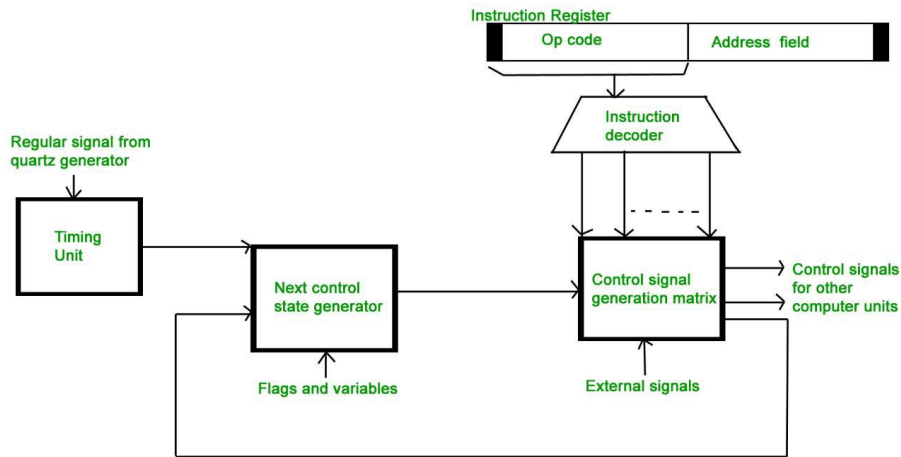 Instruction Register
Op code
Address field
Instruction
decoder
Regular signal from
quartz generator
Timing
Unit
Next control
state generator
Control signal
generation matrix
Control signals
for other
computer units
Flags and variables
External signals